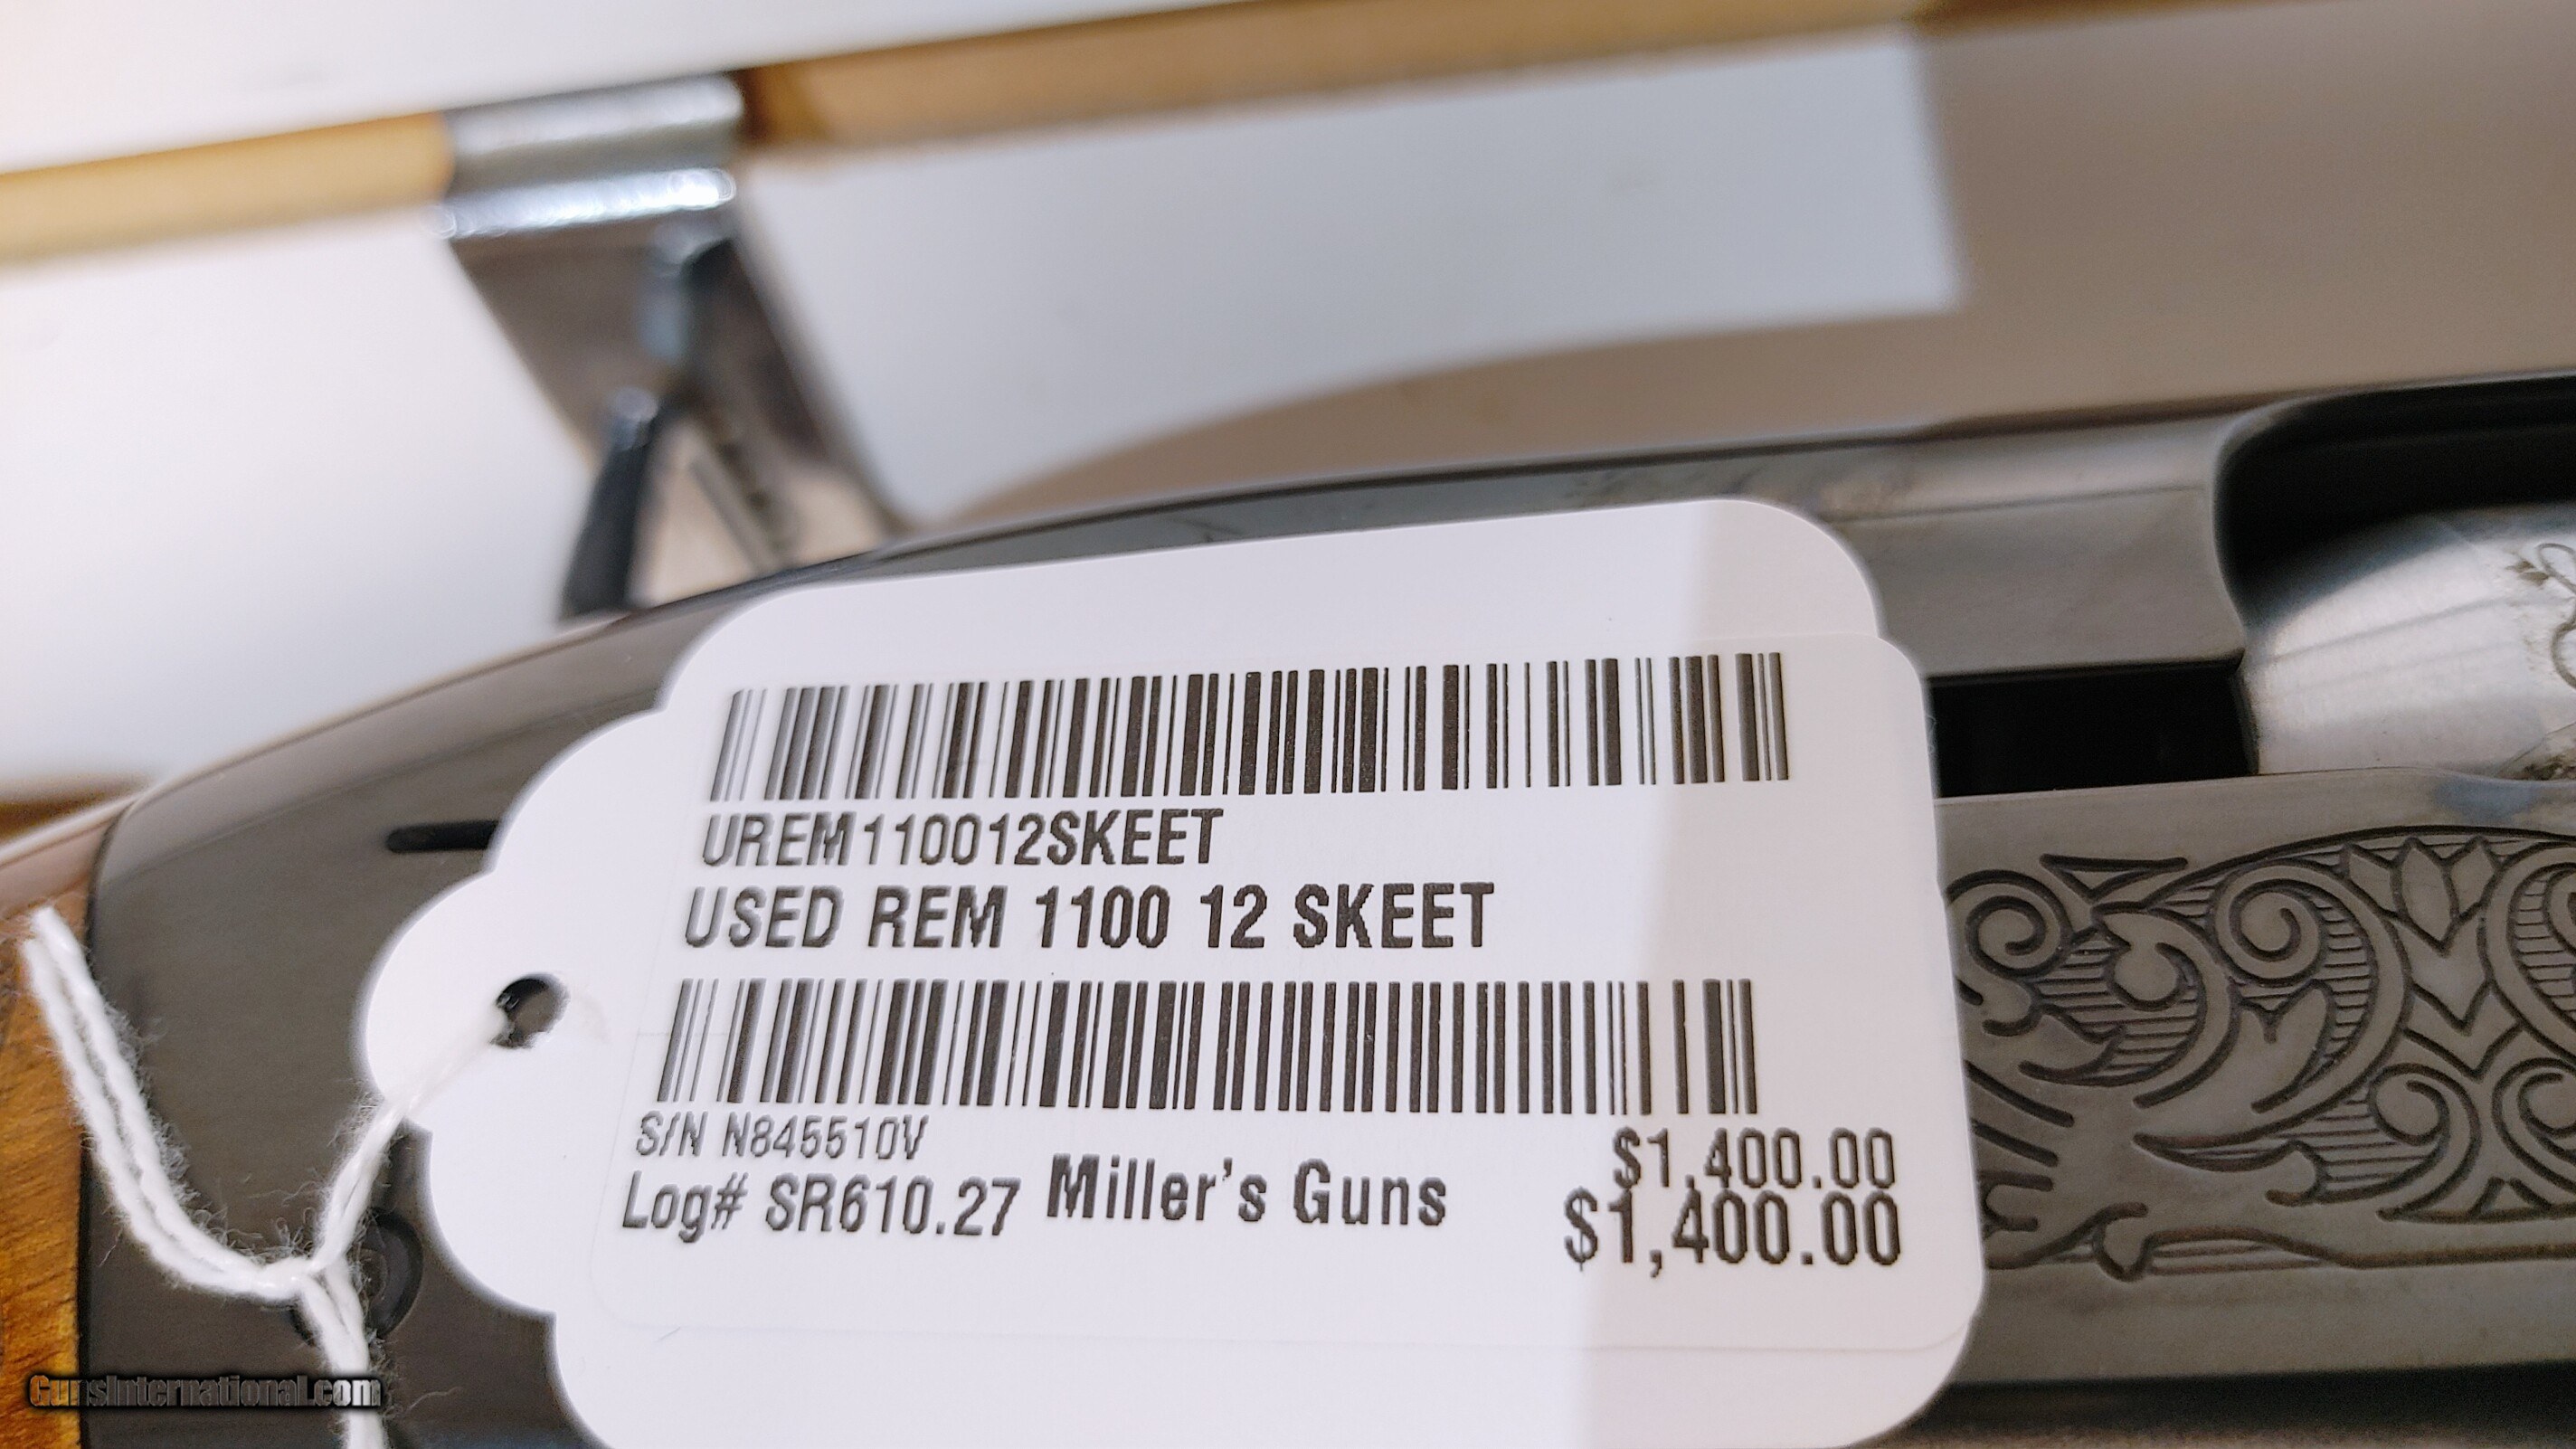 UREM110012SKEET
USED REM 1100 12 SKEET
S/N N845510V
$1,400.00
Log# SR610.27 Miller's Guns
$1,400.00
GunsInternational.com